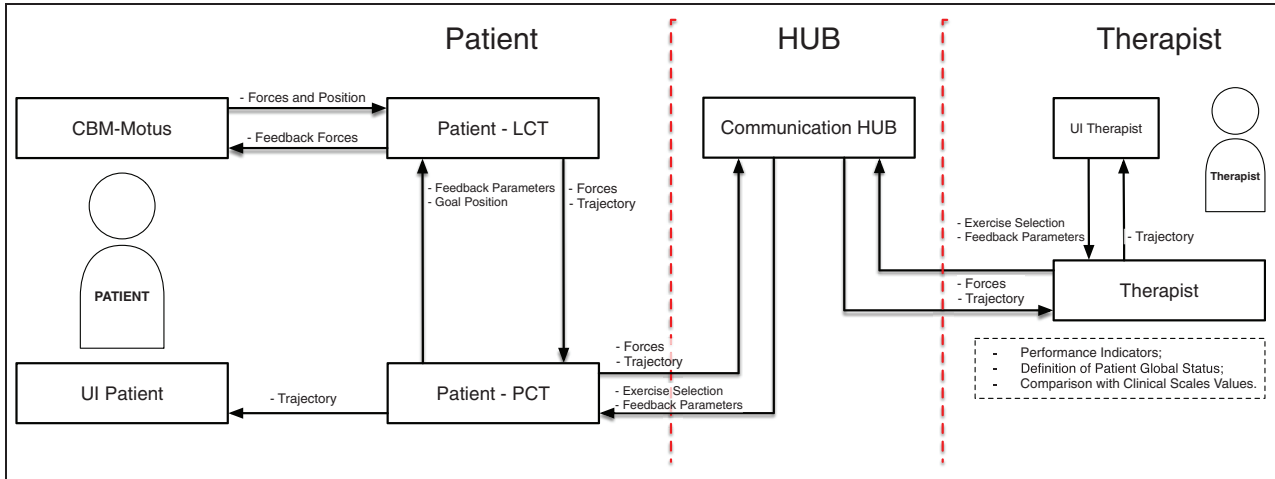 Patient
HUB
Therapist
- Forces and Position
CBM-Motus
Patient - LCT
- Feedback Forces
Communication HUB
UI Therapist
Therapist
- Feedback Parameters
- Goal Position
- Forces
- Trajectory
- Exercise Selection
- Feedback Parameters
- Trajectory
PATIENT
- Forces
- Trajectory
Therapist
- Forces
- Trajectory
UI Patient
- Trajectory
Patient - PCT
- Exercise Selection
- Feedback Parameters
- Performance Indicators;
- Definition of Patient Global Status;
- Comparison with Clinical Scales Values.